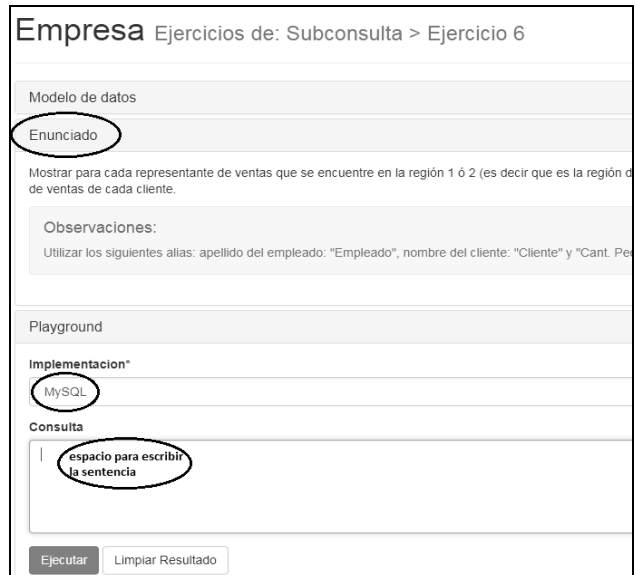 Empresa Ejercicios de: Subconsulta > Ejercicio 6
Modelo de datos
Enunciado
Mostrar para cada representante de ventas que se encuentre en la región 1 ó 2 (es decir que es la región d
de ventas de cada cliente.
Observaciones:
Utilizar los siguientes alias: apellido del empleado: "Empleado", nombre del cliente: "Cliente" y "Cant. Pe
Playground
Implementacion*
MySQL
Consulta
espacio para escribir
la sentencia
Ejecutar Limpiar Resultado